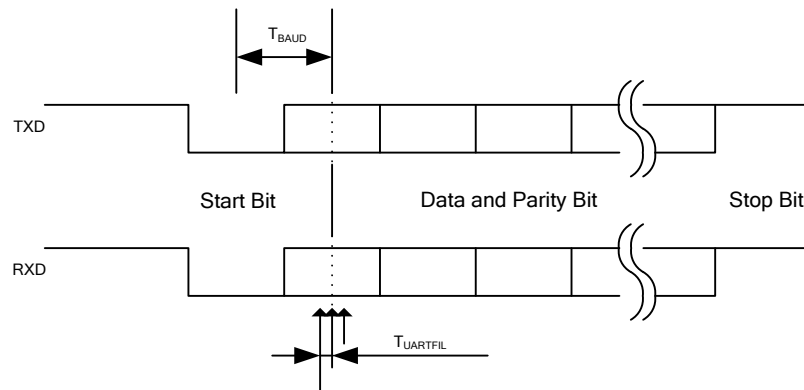 TBAUD
TXD
Start Bit
Data and Parity Bit
Stop Bit
RXD
TUARTFIL